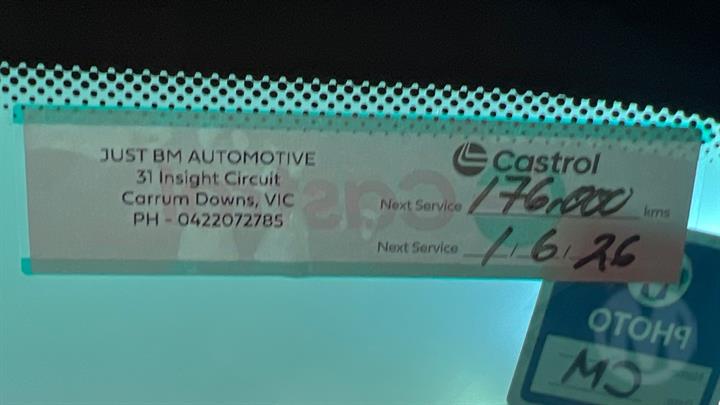 JUST BM AUTOMOTIVE
31 Insight Circuit
Carrum Downs, VIC
PH - 0422072785
Castrol
Next Service 176,000 kms
Next Service 1/6/26
PHOTO
CW